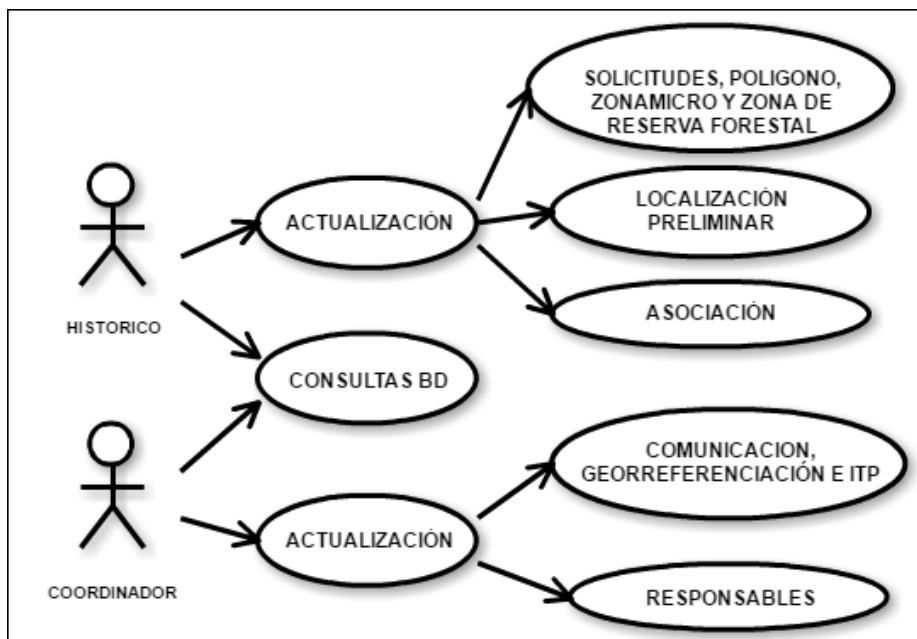 SOLICITUDES, POLIGONO,
ZONAMICRO Y ZONA DE
RESERVA FORESTAL
ACTUALIZACIÓN
LOCALIZACIÓN
PRELIMINAR
HISTORICO
ASOCIACIÓN
CONSULTAS BD
COMUNICACION,
GEORREFERENCIACIÓN E ITP
ACTUALIZACIÓN
COORDINADOR
RESPONSABLES